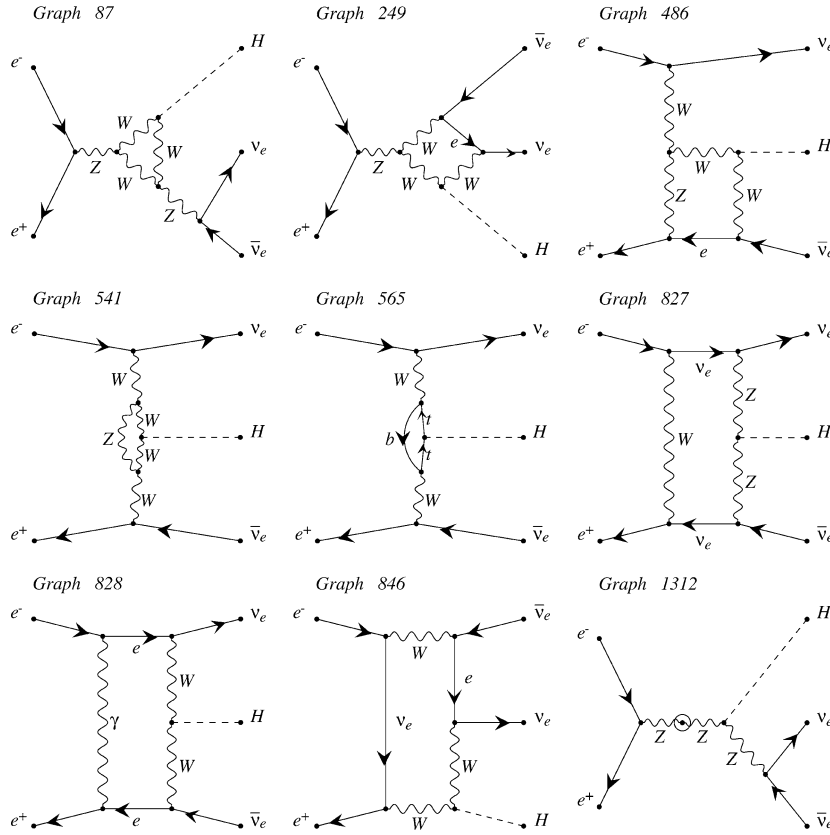 Graph 87
e⁻
H
W
W
Z
W
νₑ
Z
e⁺
ν̅ₑ
Graph 249
e⁻
ν̅ₑ
W
e
Z
νₑ
W
W
e⁺
H
Graph 486
e⁻
νₑ
W
H
W
Z
W
e⁺
e
ν̅ₑ
Graph 541
e⁻
νₑ
W
W
Z
H
W
W
e⁺
ν̅ₑ
Graph 565
e⁻
νₑ
W
t
b
H
t
W
e⁺
ν̅ₑ
Graph 827
e⁻
νₑ
νₑ
Z
W
H
Z
e⁺
νₑ
ν̅ₑ
Graph 828
e⁻
νₑ
e
W
γ
H
W
e⁺
e
ν̅ₑ
Graph 846
e⁻
ν̅ₑ
W
e
νₑ
νₑ
W
e⁺
W
H
Graph 1312
e⁻
H
Z
Z
νₑ
Z
e⁺
ν̅ₑ